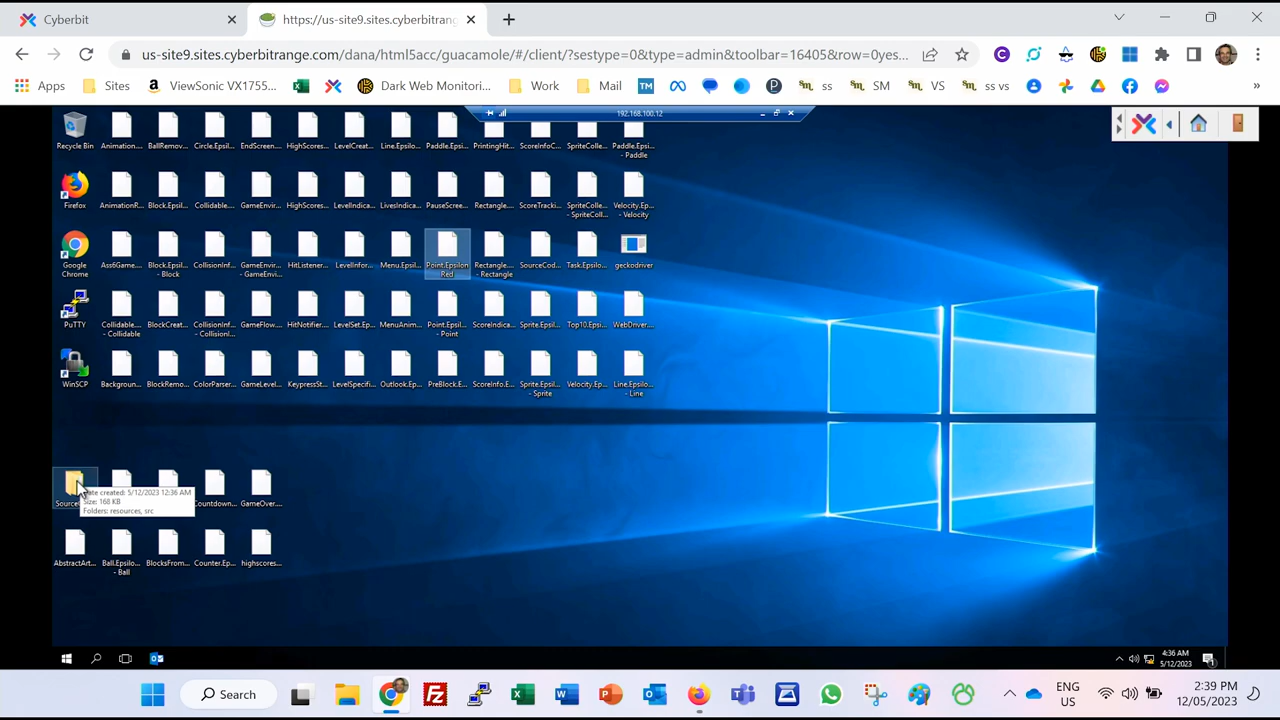 Cyberbit
https://us-site9.sites.cyberbitrang
us-site9.sites.cyberbitrange.com/dana/html5acc/guacamole/#/client/?sestype=0&type=admin&toolbar=16405&row=0yes...
Apps
Sites
ViewSonic VX1755...
Dark Web Monitori...
Work
Mail
TM
ss
SM
VS
ss vs
»
192.168.100.12
Recycle Bin
Animation....
BallRemov...
Circle.Epsil...
EndScreen....
HighScores...
LevelCreat...
Line.Epsilo...
Paddle.Epsi...
PrintingHit...
ScoreInfoC...
SpriteColle...
Paddle.Epsi...
- Paddle
Firefox
AnimationR...
Block.Epsil...
Collidable....
GameEnvir...
HighScores...
LevelIndica...
LivesIndica...
PauseScree...
Rectangle....
ScoreTracki...
SpriteColle...
- SpriteColl...
Velocity.Ep...
- Velocity
Google
Chrome
Ass6Game...
Block.Epsil...
- Block
CollisionInf...
GameEnvir...
- GameEnvi...
HitListener...
LevelInfor...
Menu.Epsil...
Point.Epsilon
Red
Rectangle....
- Rectangle
SourceCod...
Task.Epsilo...
geckodriver
PuTTY
Collidable....
- Collidable
BlockCreat...
CollisionInf...
- CollisionI...
GameFlow....
HitNotifier....
LevelSet.Ep...
MenuAnim...
Point.Epsil...
- Point
ScoreIndica...
Sprite.Epsil...
Top10.Epsi...
WebDriver....
WinSCP
Backgroun...
BlockRemo...
ColorParser...
GameLevel...
KeypressSt...
LevelSpecifi...
Outlook.Ep...
PreBlock.E...
ScoreInfo.E...
Sprite.Epsil...
- Sprite
Velocity.Ep...
Line.Epsilo...
- Line
Countdown...
GameOver....
ate created: 5/12/2023 12:36 AM
Size: 168 KB
Folders: resources, src
AbstractArt...
Ball.Epsilo...
- Ball
BlocksFrom...
Counter.Ep...
highscores...
4:36 AM
5/12/2023
Search
ENG
US
2:39 PM
12/05/2023